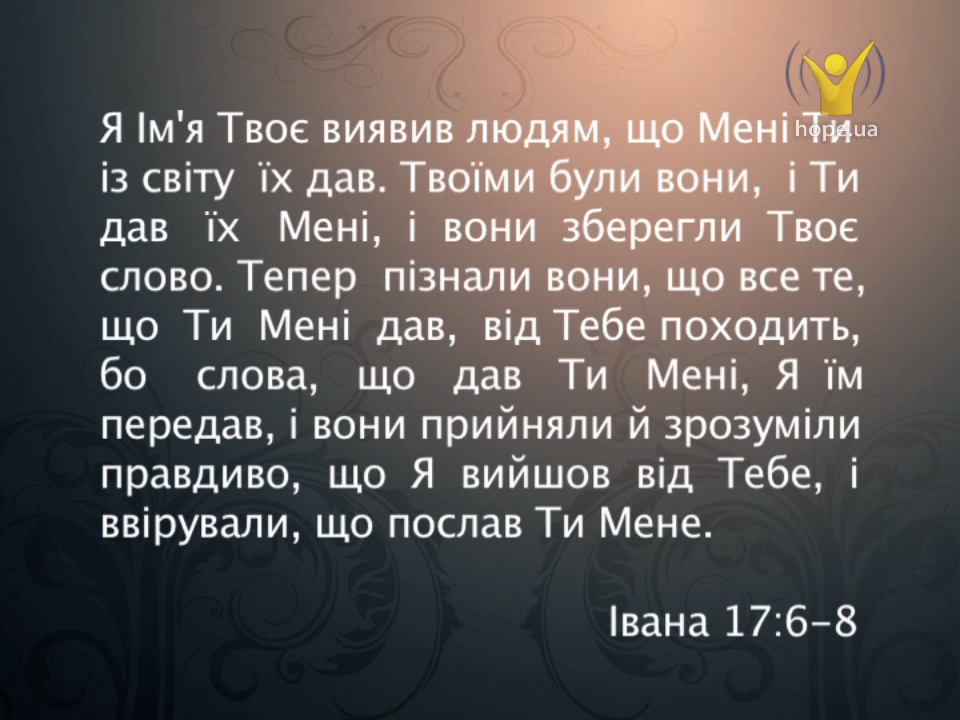 Я Ім'я Твоє виявив людям, що Мені Ти
із світу їх дав. Твоїми були вони, і Ти
дав їх Мені, і вони зберегли Твоє
слово. Тепер пізнали вони, що все те,
що Ти Мені дав, від Тебе походить,
бо слова, що дав Ти Мені, Я їм
передав, і вони прийняли й зрозуміли
правдиво, що Я вийшов від Тебе, і
ввірували, що послав Ти Мене.
Івана 17:6-8
hope.ua